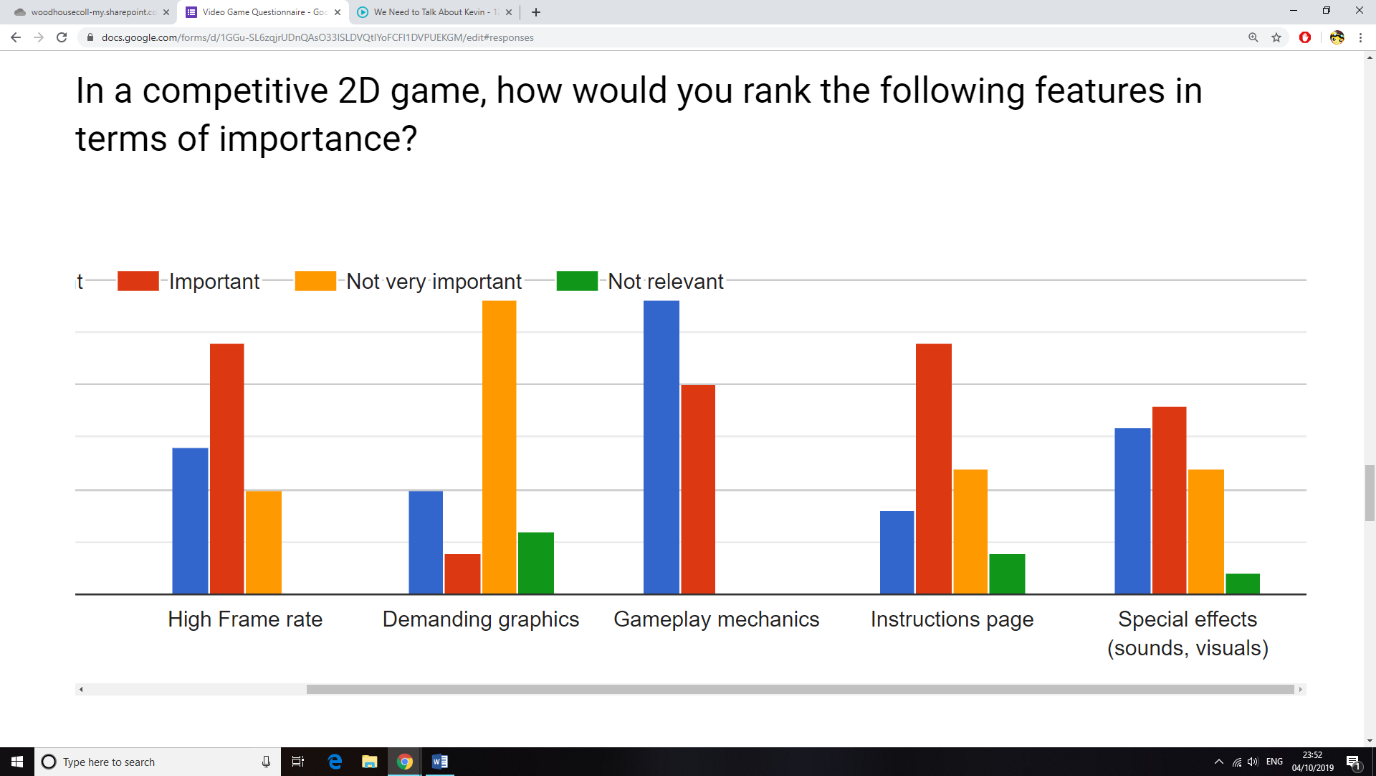 woodhousecoll-my.sharepoint.co
Video Game Questionnaire - Goo
We Need to Talk About Kevin - 1
docs.google.com/forms/d/1GGu-SL6zqjrUDnQAsO33ISLDVQtIYoFCFI1DVPUEKGM/edit#responses
In a competitive 2D game, how would you rank the following features in
terms of importance?
t Important Not very important Not relevant
High Frame rate Demanding graphics Gameplay mechanics Instructions page Special effects
(sounds, visuals)
Type here to search
ENG
23:52
04/10/2019
1